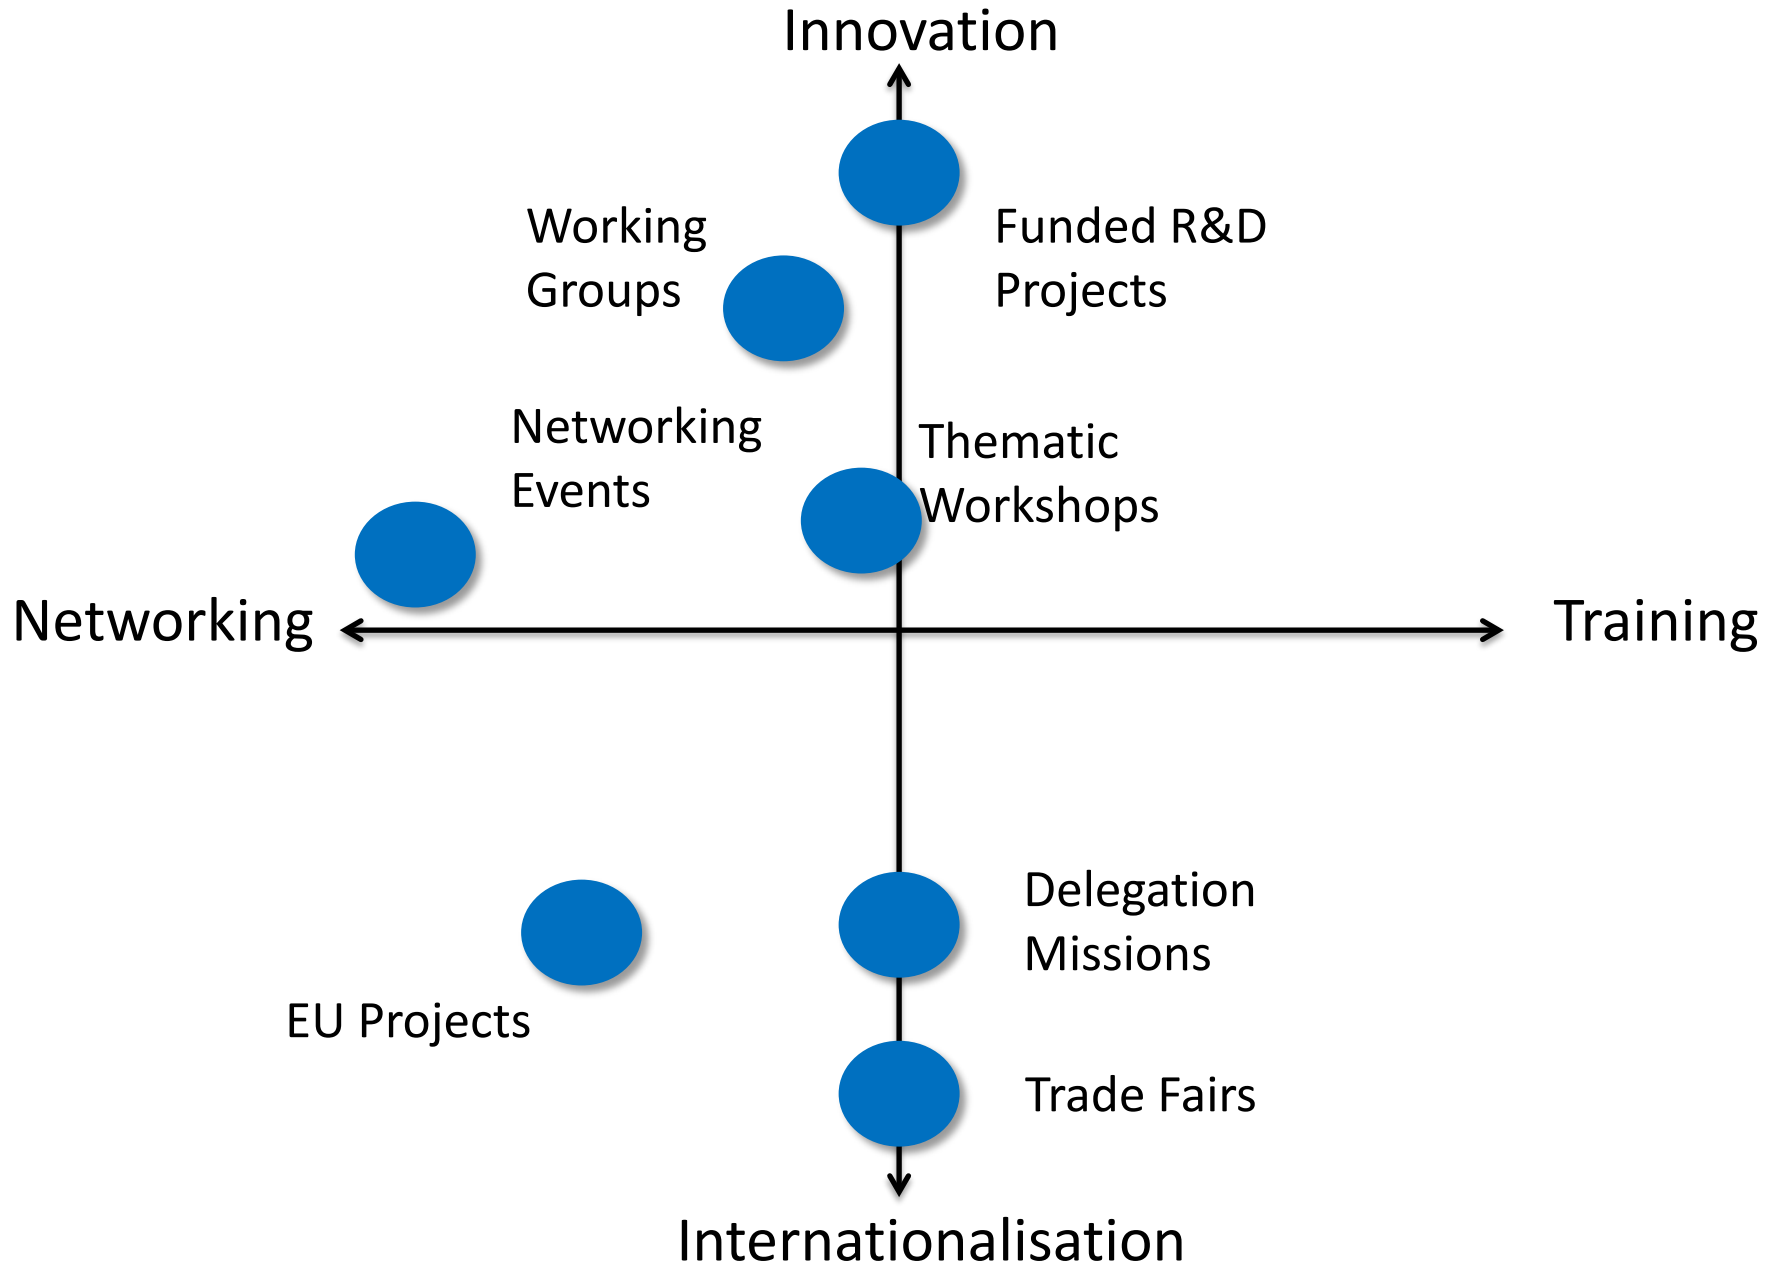 Innovation
Working
Groups
Funded R&D
Projects
Networking
Events
Thematic
Workshops
Networking
Training
Delegation
Missions
EU Projects
Trade Fairs
Internationalisation